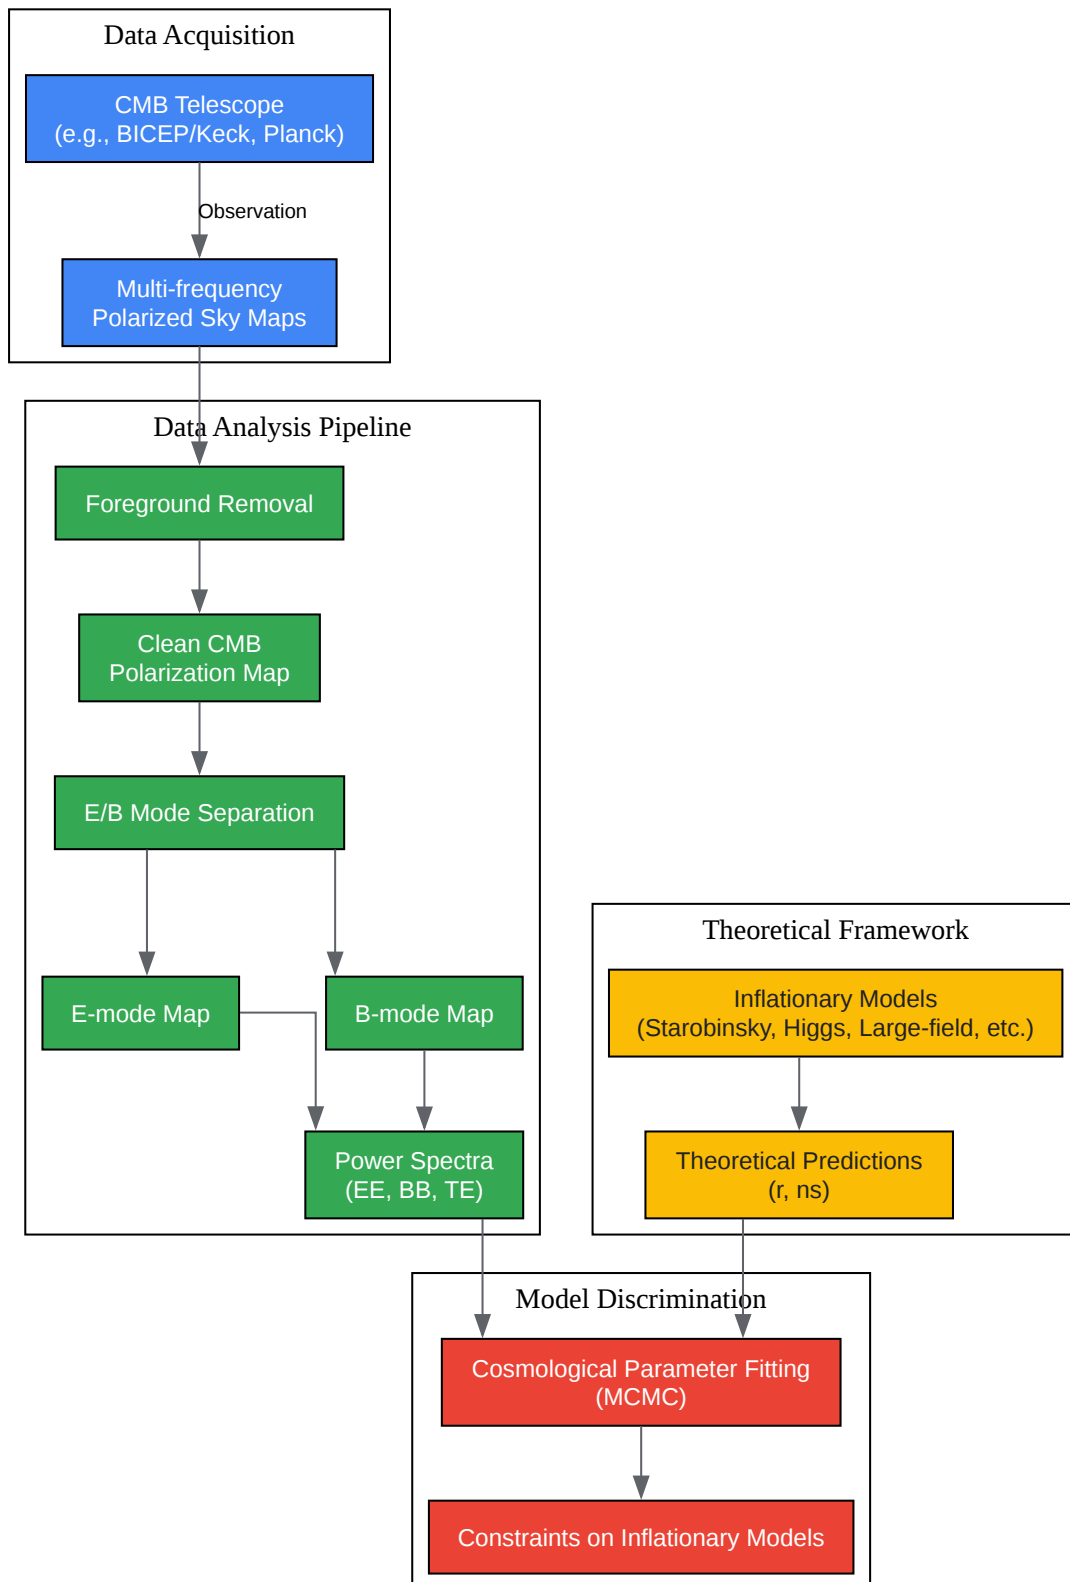 Data Acquisition
CMB Telescope
(e.g., BICEP/Keck, Planck)
Observation
Multi-frequency
Polarized Sky Maps
Data Analysis Pipeline
Foreground Removal
Clean CMB
Polarization Map
E/B Mode Separation
E-mode Map
B-mode Map
Power Spectra
(EE, BB, TE)
Theoretical Framework
Inflationary Models
(Starobinsky, Higgs, Large-field, etc.)
Theoretical Predictions
(r, ns)
Model Discrimination
Cosmological Parameter Fitting
(MCMC)
Constraints on Inflationary Models